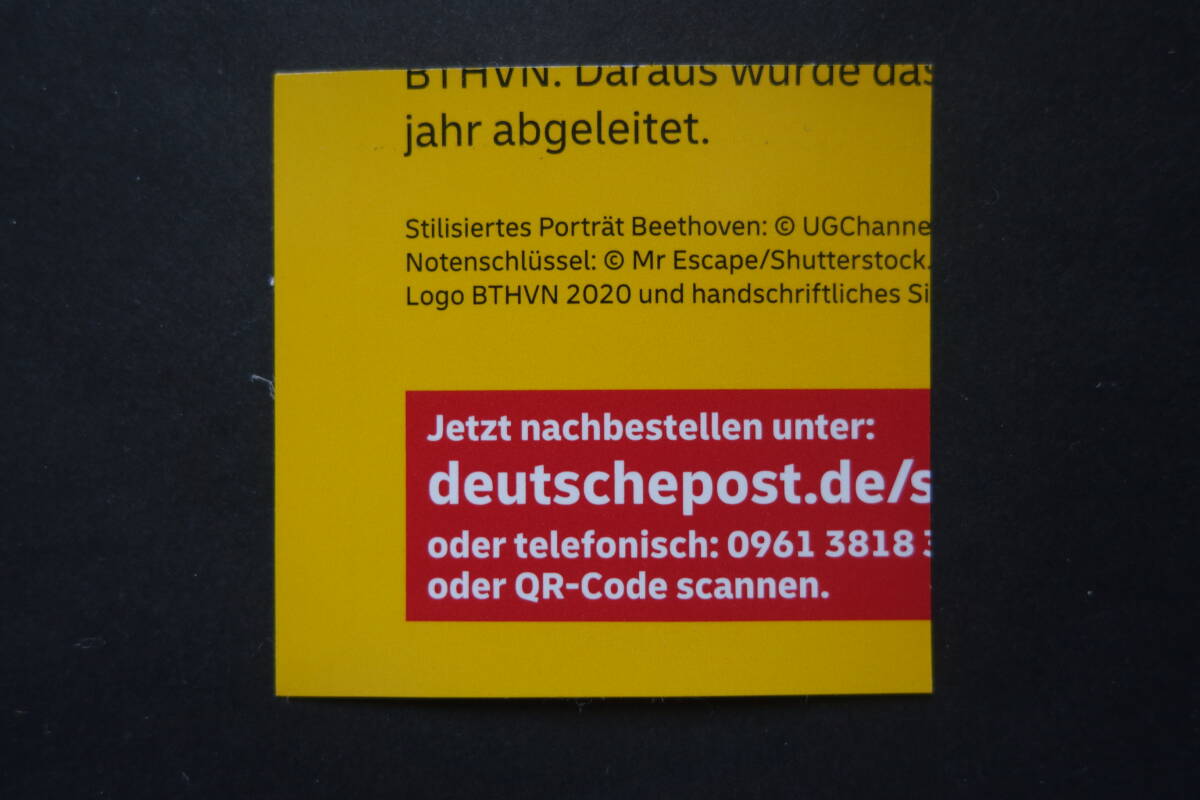 BTHVN. Daraus wurde das
jahr abgeleitet.
Stilisiertes Porträt Beethoven: © UGChanne
Notenschlüssel: © Mr Escape/Shutterstock.
Logo BTHVN 2020 und handschriftliches Si
Jetzt nachbestellen unter:
deutschepost.de/s
oder telefonisch: 0961 3818 3
oder QR-Code scannen.